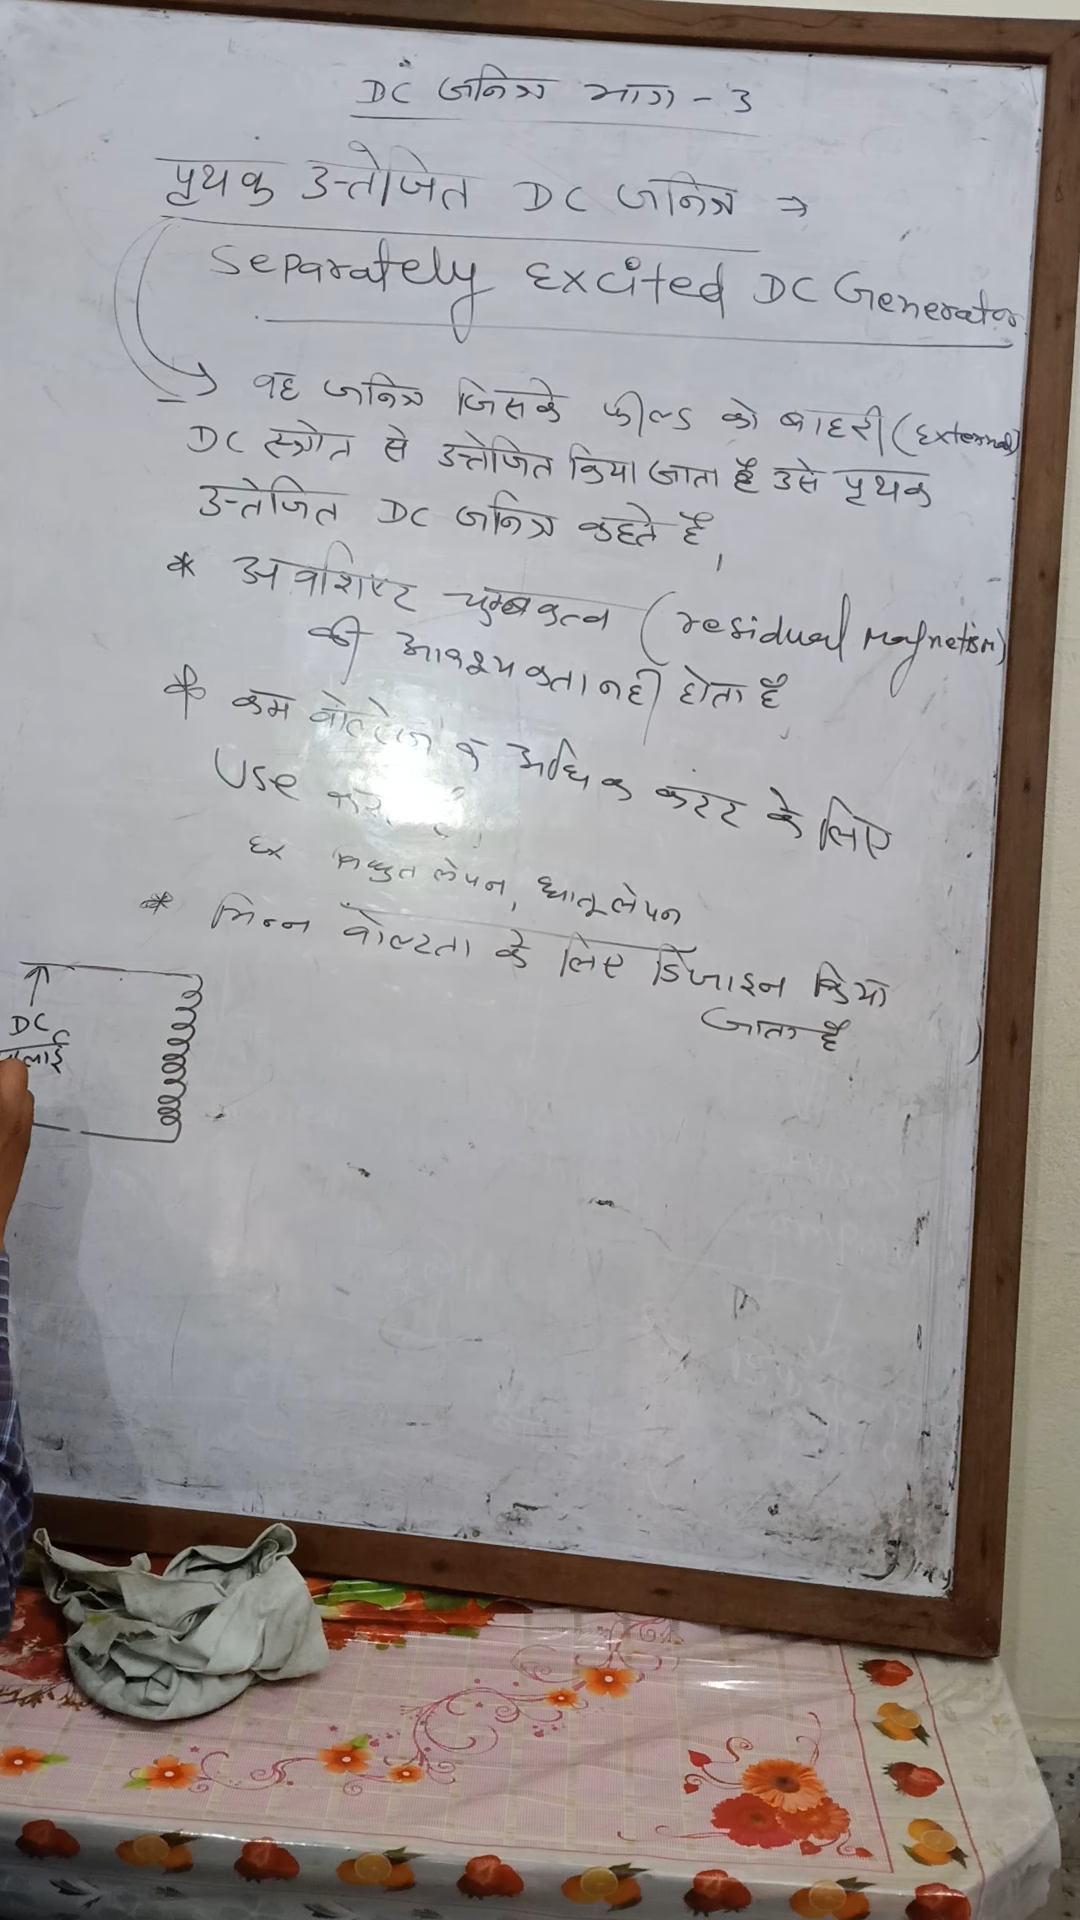 DC जनित्र भाग - 3
पृथक उत्तेजित DC जनित्र ⇒
Separately Excited DC Generator
वह जनित्र जिसके फील्ड को बाहरी (External)
DC स्त्रोत से उत्तेजित किया जाता है उसे पृथक
उत्तेजित DC जनित्र कहते है,
* अवशिष्ट चुम्बकत्व (residual magnetism)
की आवश्यकता नही होता है
* कम वोल्टेज व अधिक करंट के लिए
Use
Ex विद्युत लेपन, धातू लेपन
* भिन्न वोल्टता के लिए डिजाइन किया
जाता है
DC